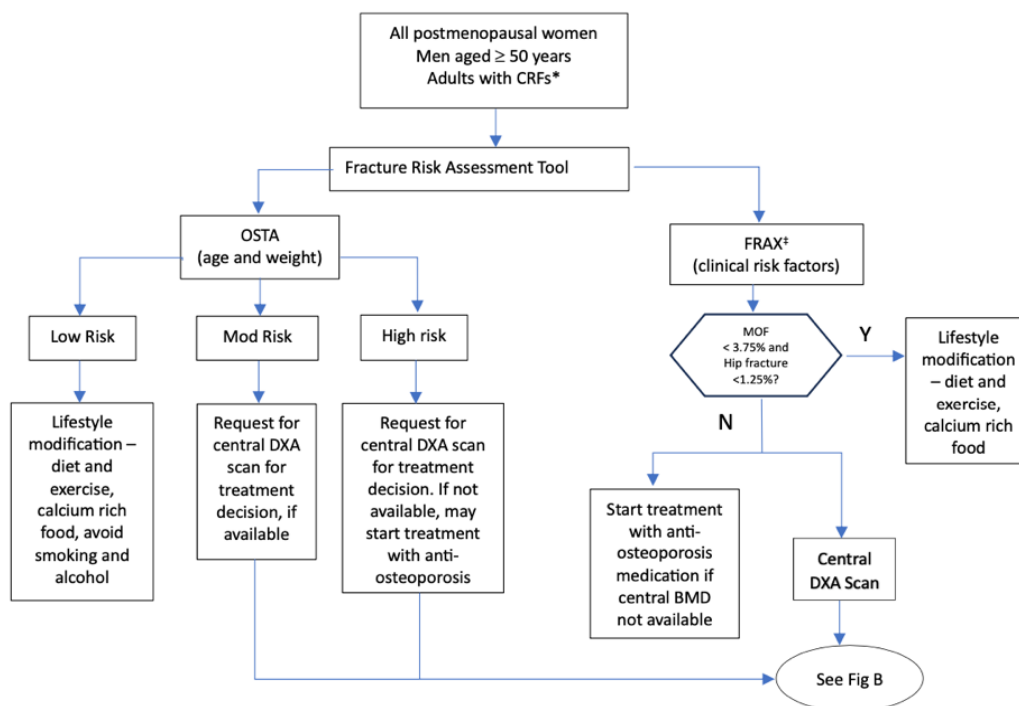 All postmenopausal women
Men aged ≥ 50 years
Adults with CRFs*
Fracture Risk Assessment Tool
OSTA
(age and weight)
FRAX‡
(clinical risk factors)
Low Risk
Mod Risk
High risk
MOF
< 3.75% and
Hip fracture
<1.25%?
Y
N
Lifestyle
modification
– diet and
exercise,
calcium rich
food
Lifestyle
modification –
diet and
exercise,
calcium rich
food, avoid
smoking and
alcohol
Request for
central DXA
scan for
treatment
decision, if
available
Request for
central DXA scan
for treatment
decision. If not
available, may
start treatment
with anti-
osteoporosis
Start treatment
with anti-
osteoporosis
medication if
central BMD
not available
Central
DXA Scan
See Fig B